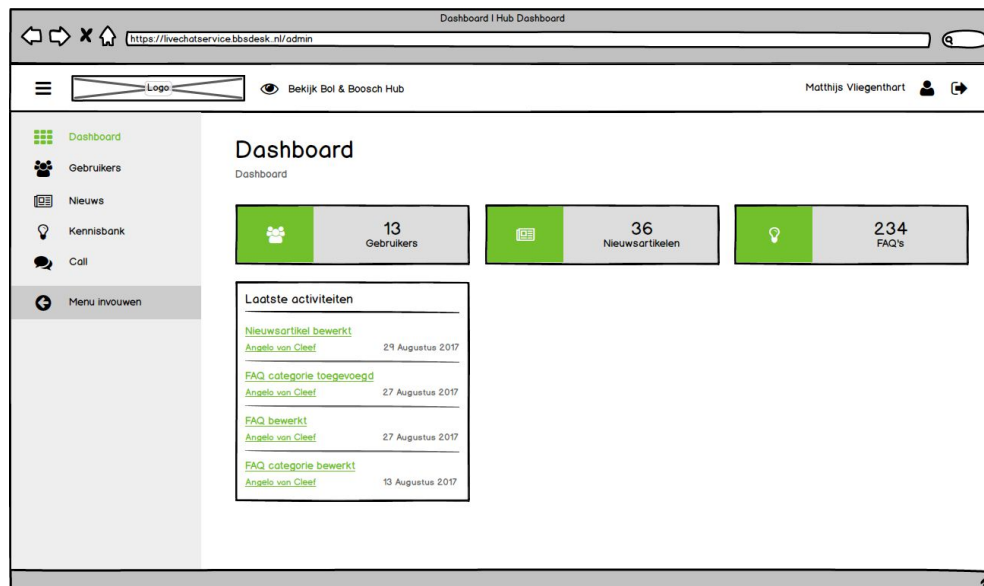 Dashboard | Hub Dashboard
https://livechatservice.bbsdesk.nl/admin
Logo
Bekijk Bol & Boosch Hub
Matthijs Vliegenthart
Dashboard
Gebruikers
Nieuws
Kennisbank
Call
Menu invouwen
Dashboard
Dashboard
13
Gebruikers
36
Nieuwsartikelen
234
FAQ's
Laatste activiteiten
Nieuwsartikel bewerkt
Angelo van Cleef 29 Augustus 2017
FAQ categorie toegevoegd
Angelo van Cleef 27 Augustus 2017
FAQ bewerkt
Angelo van Cleef 27 Augustus 2017
FAQ categorie bewerkt
Angelo van Cleef 13 Augustus 2017